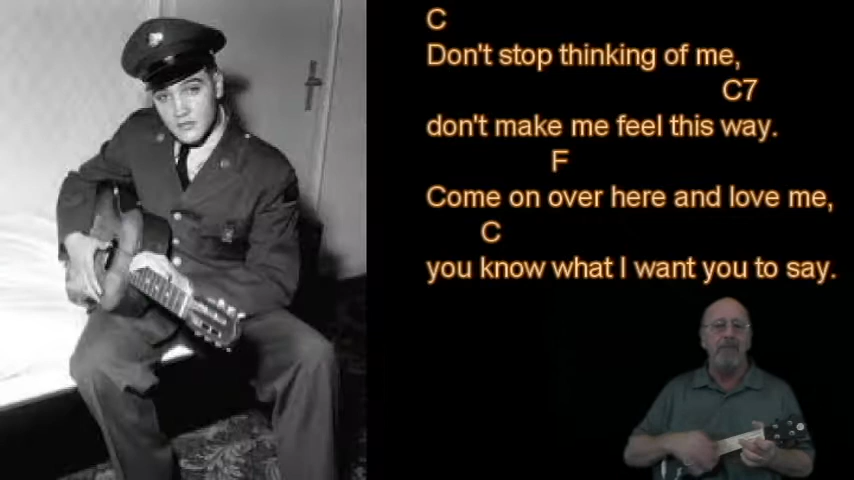 C
Don't stop thinking of me,
C7
don't make me feel this way.
F
Come on over here and love me,
C
you know what I want you to say.